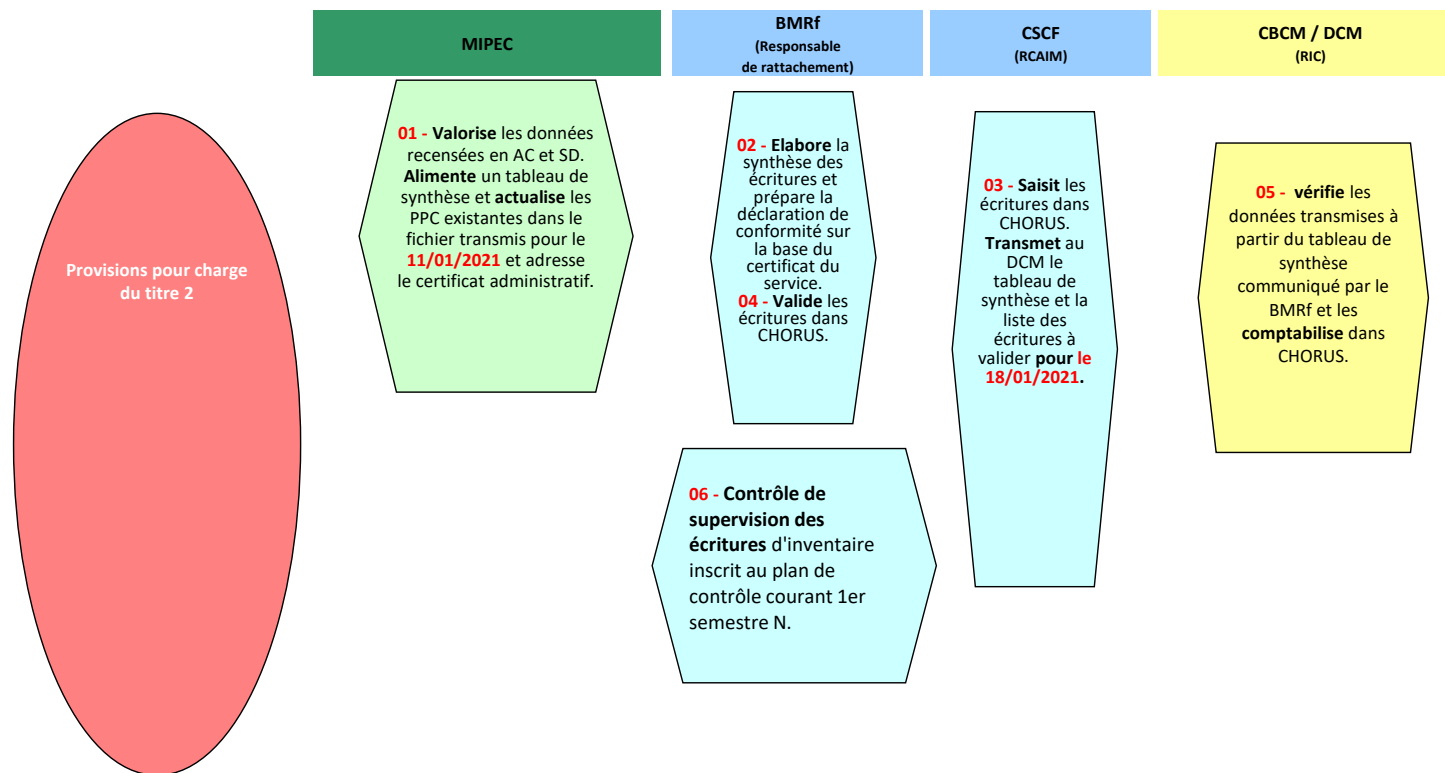 MIPEC
BMRf
(Responsable
de rattachement)
CSCF
(RCAIM)
CBCM / DCM
(RIC)
Provisions pour charge
du titre 2
01 - Valorise les données
recensées en AC et SD.
Alimente un tableau de
synthèse et actualise les
PPC existantes dans le
fichier transmis pour le
11/01/2021 et adresse
le certificat administratif.
02 - Elabore la
synthèse des
écritures et
prépare la
déclaration de
conformité sur
la base du
certificat du
service.
04 - Valide les
écritures dans
CHORUS.
03 - Saisit les
écritures dans
CHORUS.
Transmet au
DCM le
tableau de
synthèse et la
liste des
écritures à
valider pour le
18/01/2021.
05 - vérifie les
données transmises à
partir du tableau de
synthèse
communiqué par le
BMRf et les
comptabilise dans
CHORUS.
06 - Contrôle de
supervision des
écritures d'inventaire
inscrit au plan de
contrôle courant 1er
semestre N.